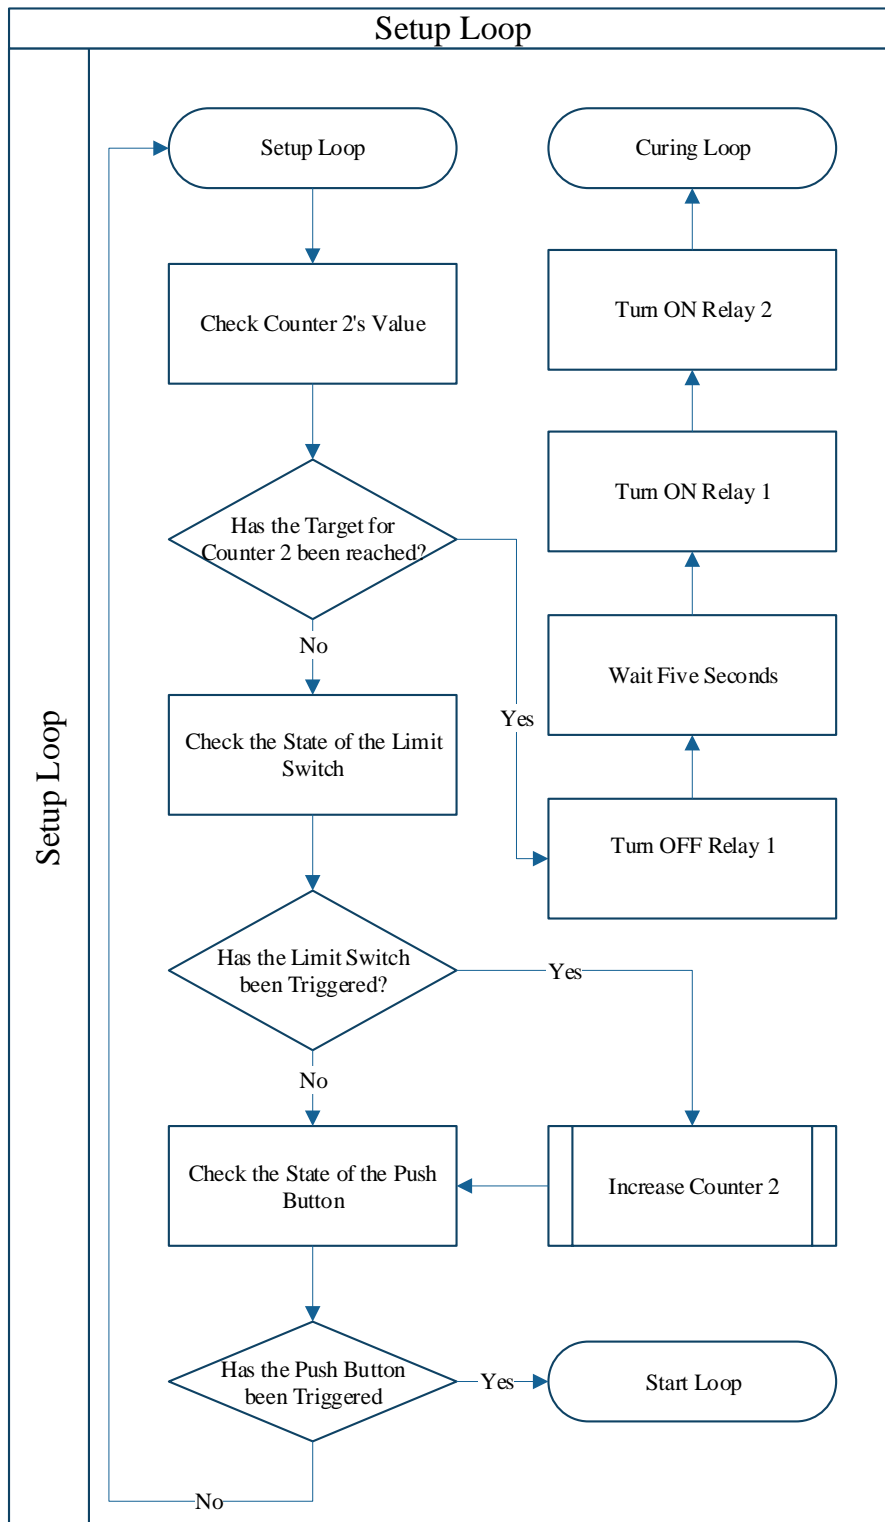 Setup Loop
Setup Loop
Setup Loop
Curing Loop
Check Counter 2's Value
Turn ON Relay 2
Has the Target for
Counter 2 been reached?
Turn ON Relay 1
No
Wait Five Seconds
Yes
Check the State of the Limit
Switch
Turn OFF Relay 1
Has the Limit Switch
been Triggered?
Yes
No
Check the State of the Push
Button
Increase Counter 2
Has the Push Button
been Triggered
Yes
Start Loop
No